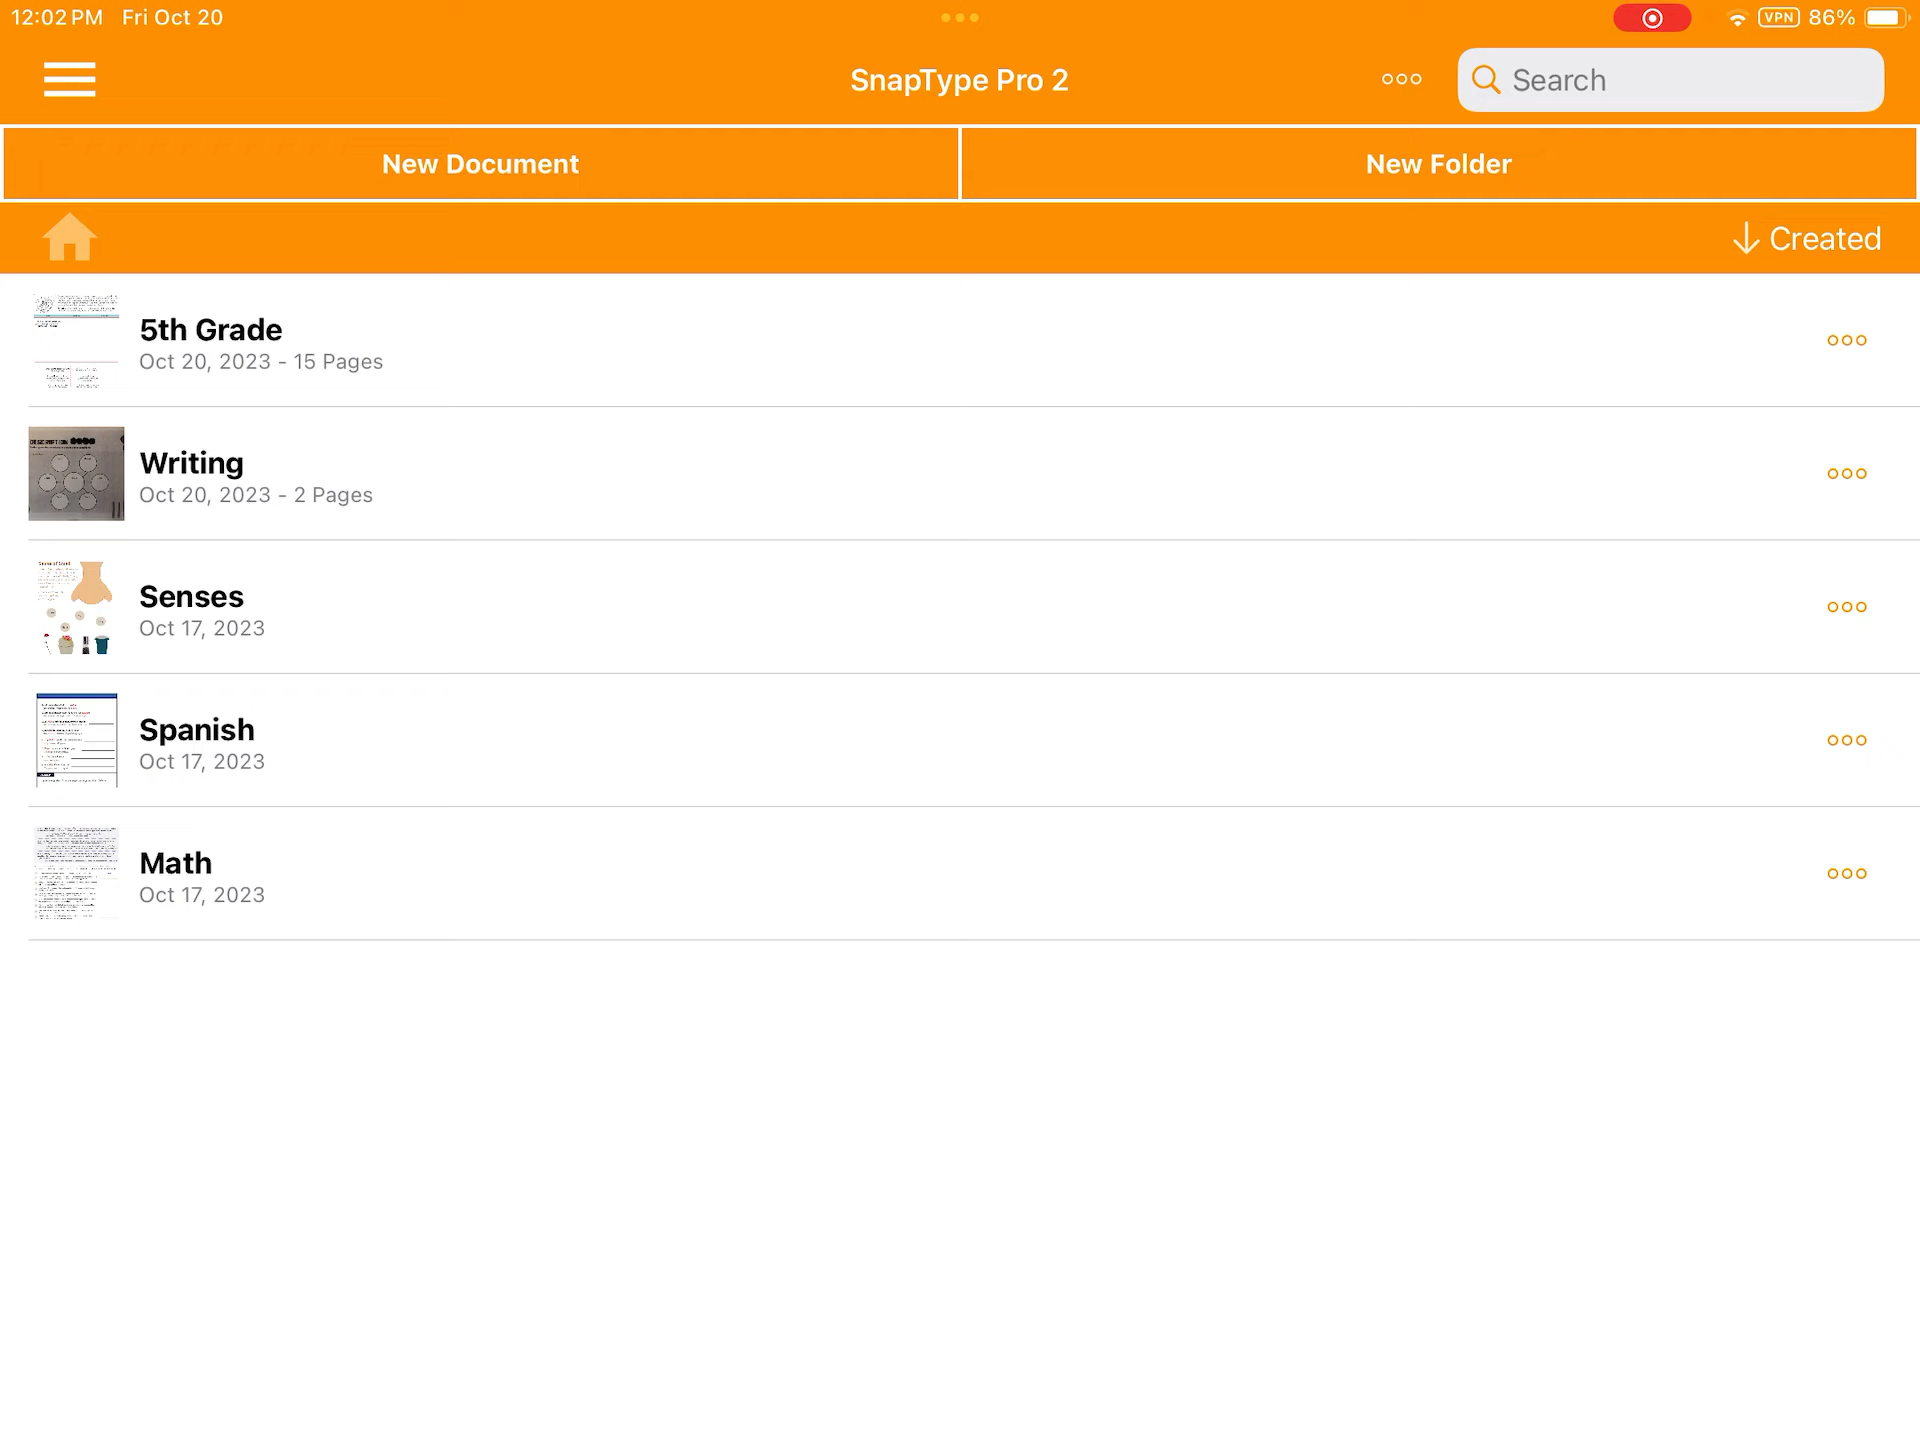 12:02 PM Fri Oct 20
VPN 86%
SnapType Pro 2
Search
New Document
New Folder
Created
5th Grade
Oct 20, 2023 - 15 Pages
Writing
Oct 20, 2023 - 2 Pages
Senses
Oct 17, 2023
Spanish
Oct 17, 2023
Math
Oct 17, 2023